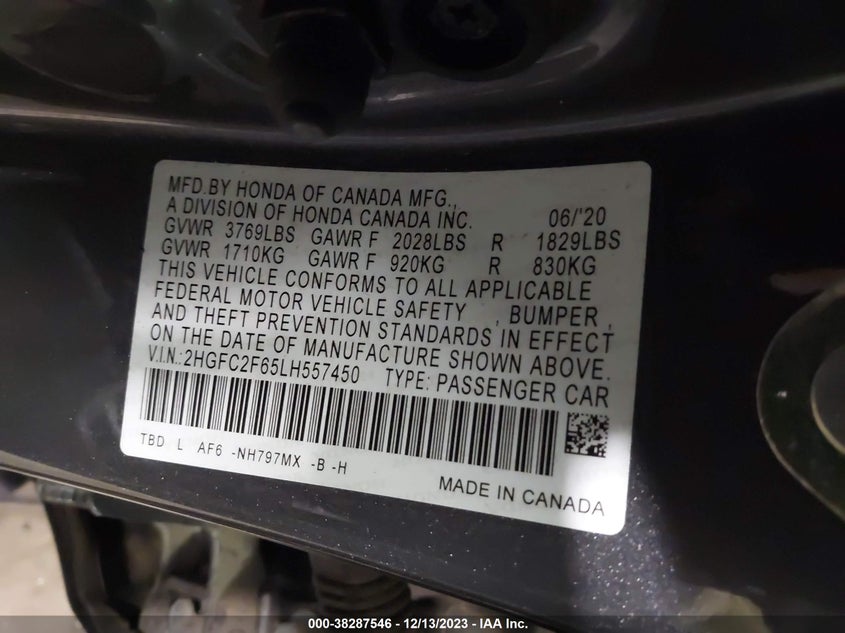 MFD.BY HONDA OF CANADA MFG.,
A DIVISION OF HONDA CANADA INC. 06/'20
GVWR 3769LBS GAWR F 2028LBS R 1829LBS
GVWR 1710KG GAWR F 920KG R 830KG
THIS VEHICLE CONFORMS TO ALL APPLICABLE
FEDERAL MOTOR VEHICLE SAFETY , BUMPER ,
AND THEFT PREVENTION STANDARDS IN EFFECT
ON THE DATE OF MANUFACTURE SHOWN ABOVE.
V.I.N.:2HGFC2F65LH557450 TYPE: PASSENGER CAR
TBD L AF6 -NH797MX -B -H
MADE IN CANADA
000-38287546 - 12/13/2023 - IAA Inc.